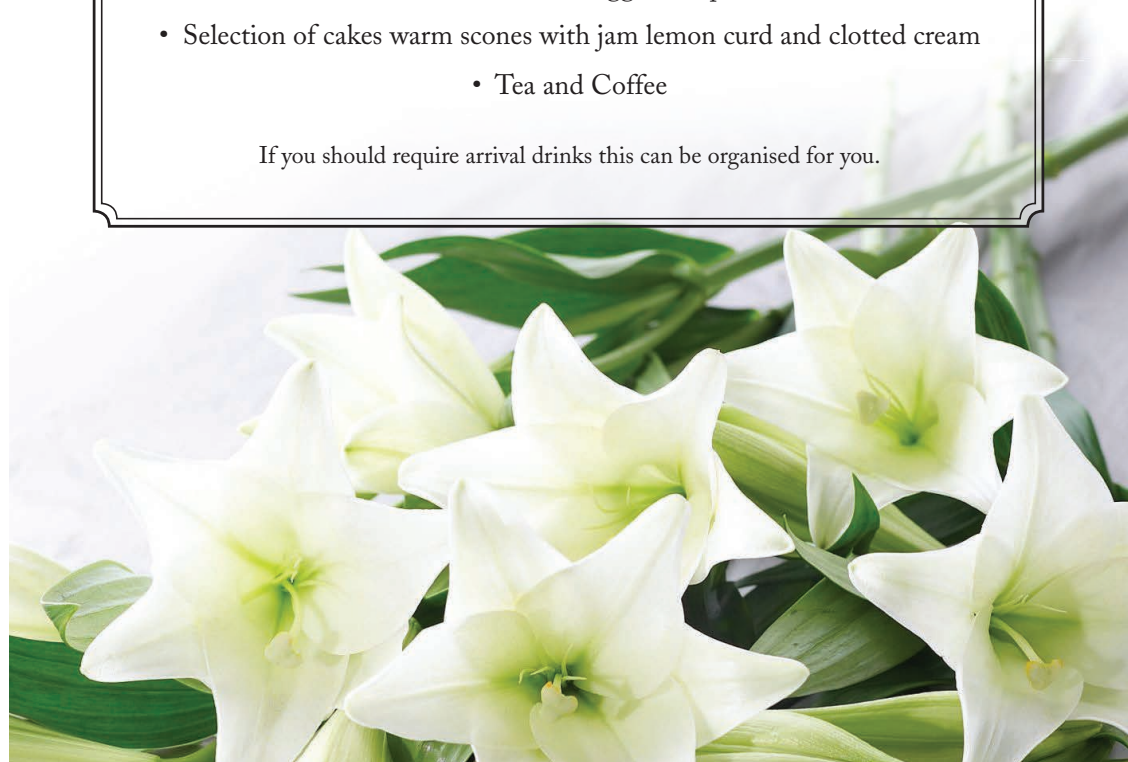 • Selection of cakes warm scones with jam lemon curd and clotted cream
• Tea and Coffee
If you should require arrival drinks this can be organised for you.